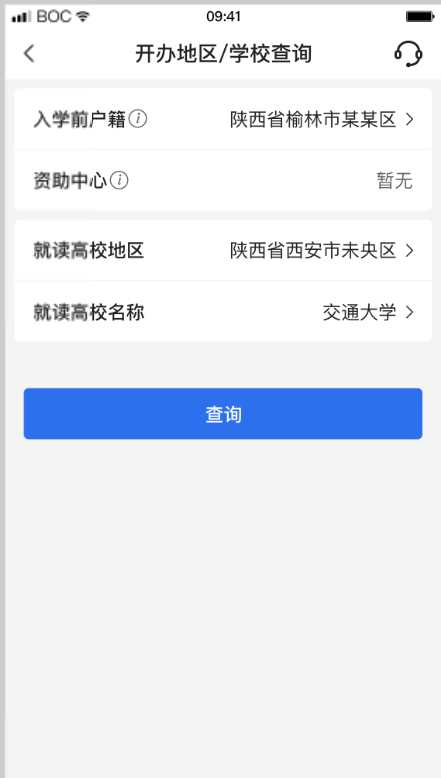 BOC 09:41
开办地区/学校查询
入学前户籍 陕西省榆林市某某区
资助中心 暂无
就读高校地区 陕西省西安市未央区
就读高校名称 交通大学
查询